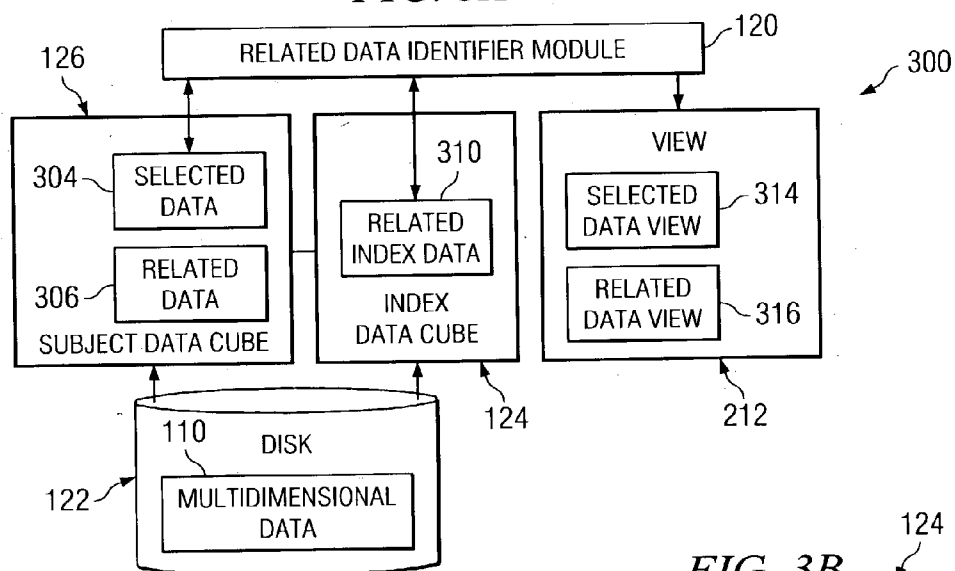 RELATED DATA IDENTIFIER MODULE
120
126
300
VIEW
304
SELECTED
DATA
310
RELATED
INDEX DATA
SELECTED
DATA VIEW
314
306
RELATED
DATA
SUBJECT DATA CUBE
INDEX
DATA CUBE
RELATED
DATA VIEW
316
124
212
110
DISK
122
MULTIDIMENSIONAL
DATA
FIG. 3B
124